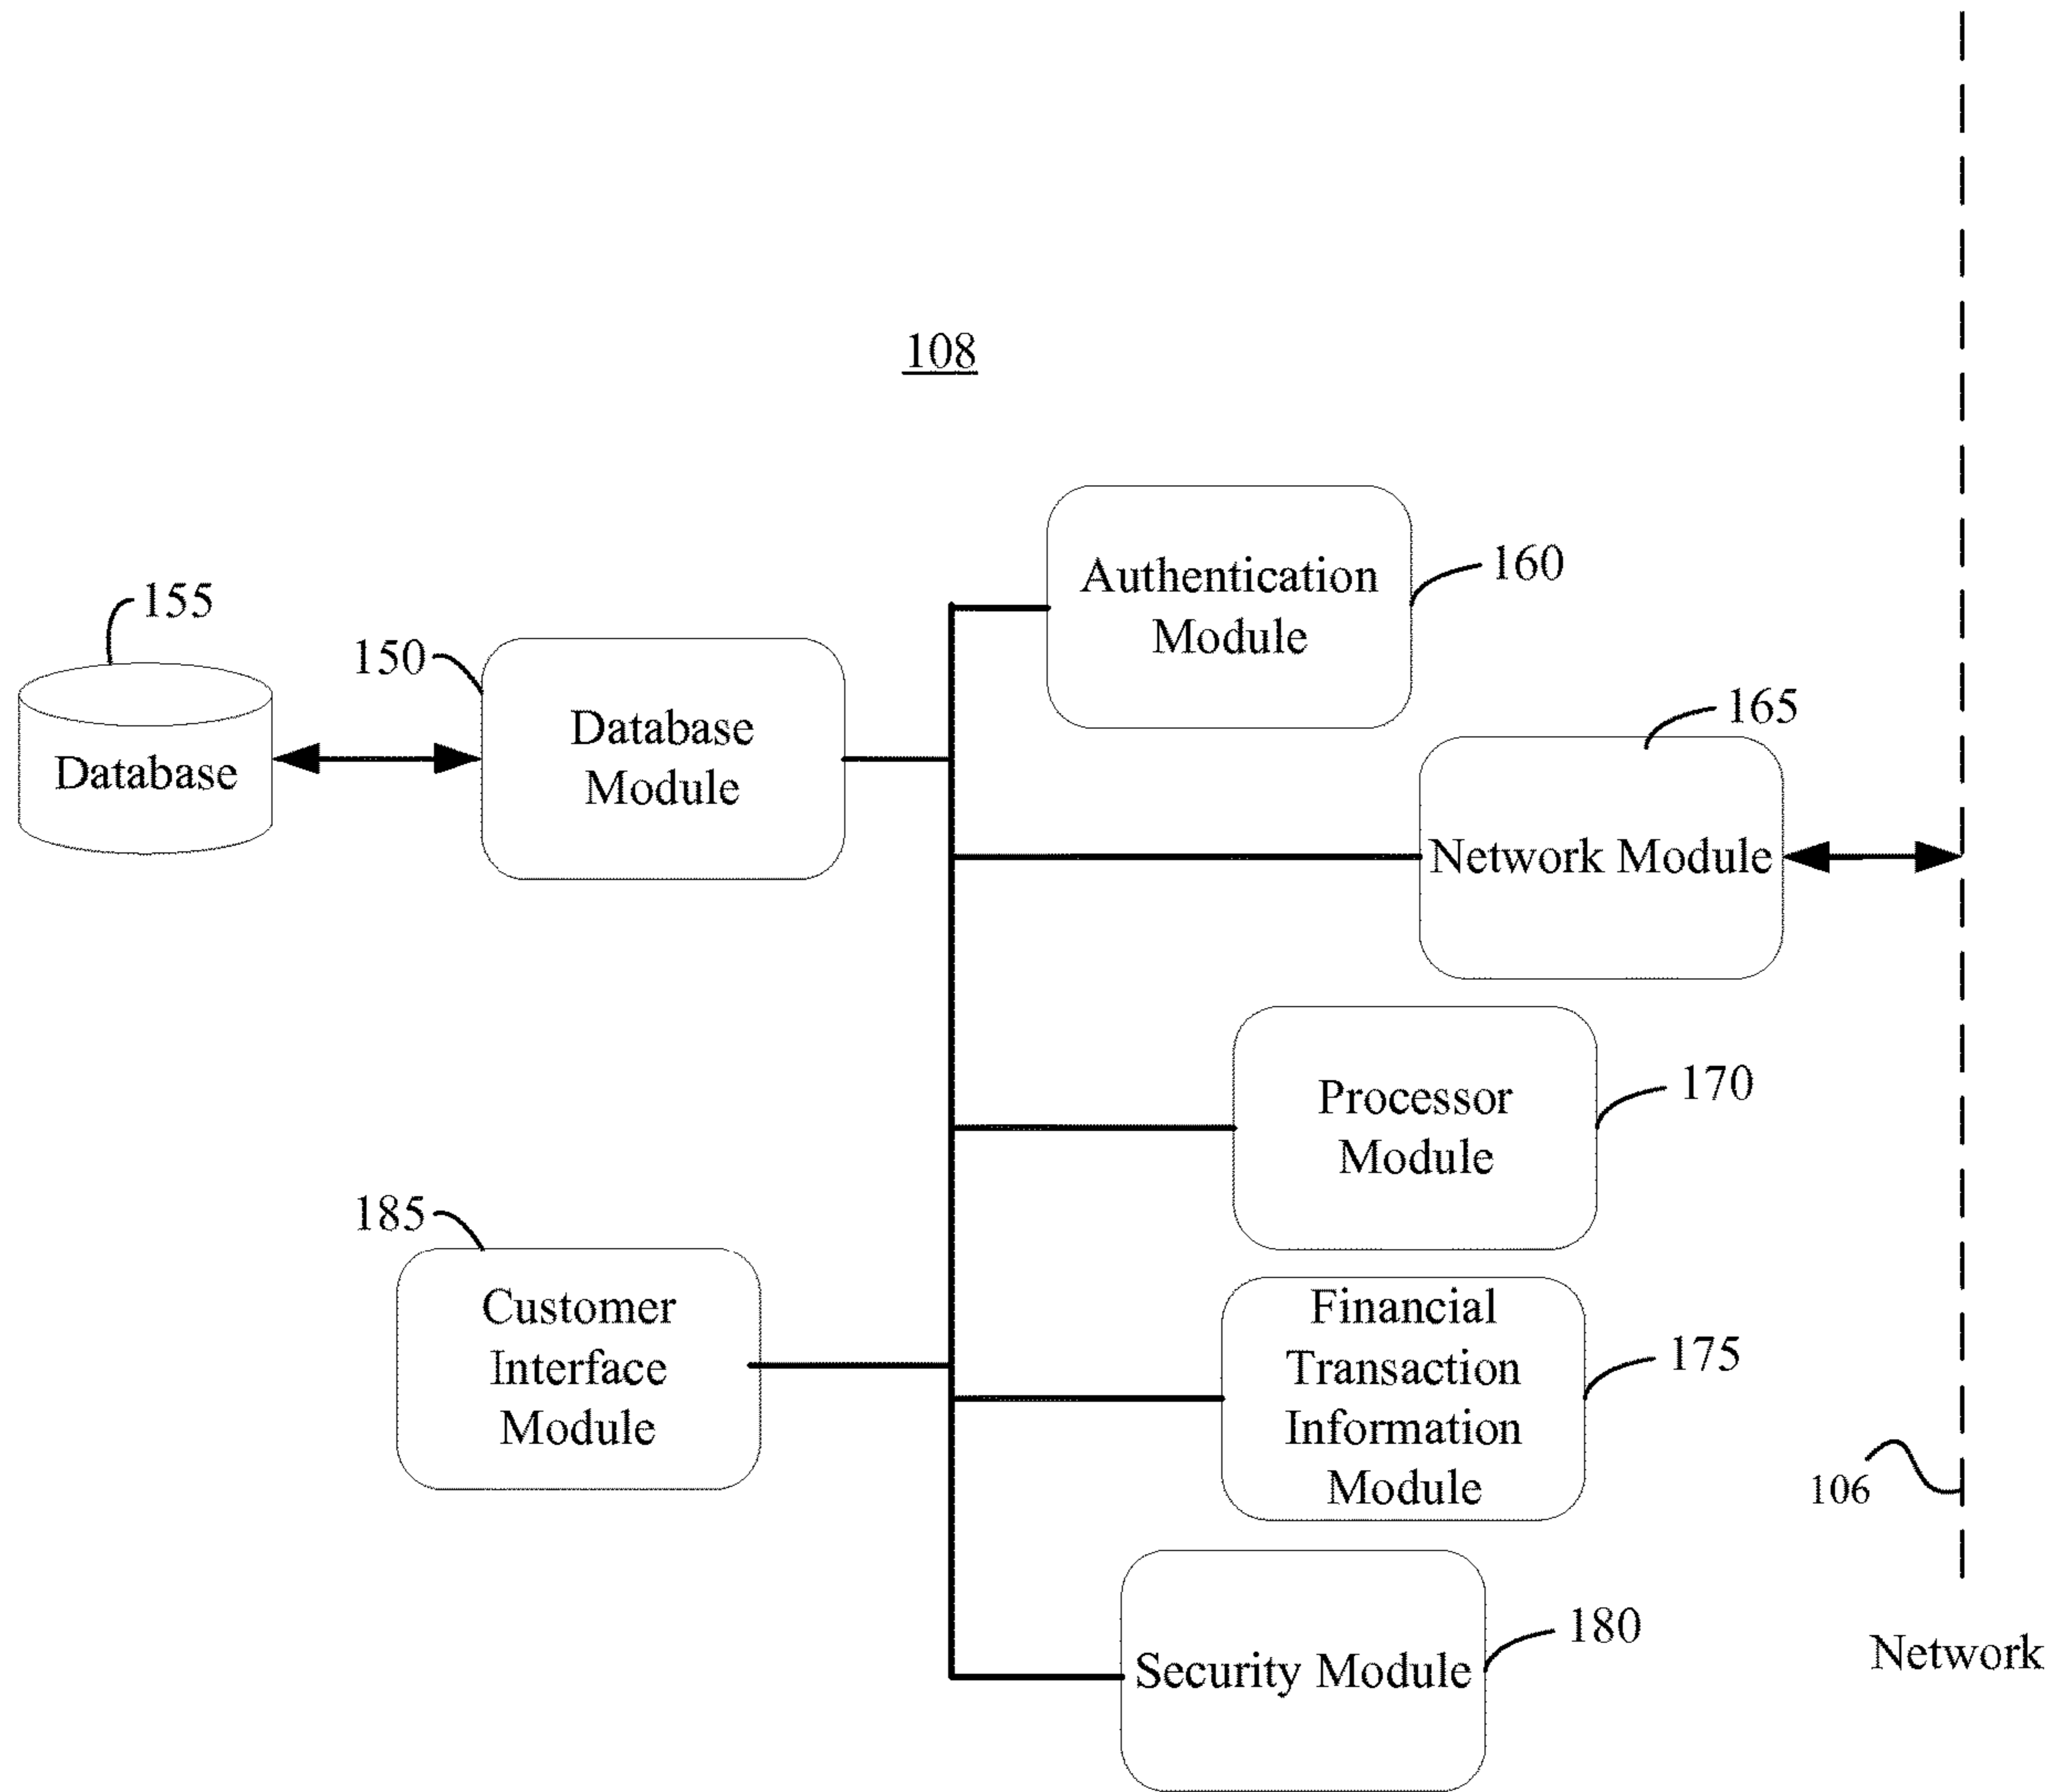 108
160
Authentication
Module
155
150
Database
Module
Database
165
Network Module
170
Processor
Module
185
Customer
Interface
Module
Financial
Transaction
Information
Module
175
106
180
Security Module
Network